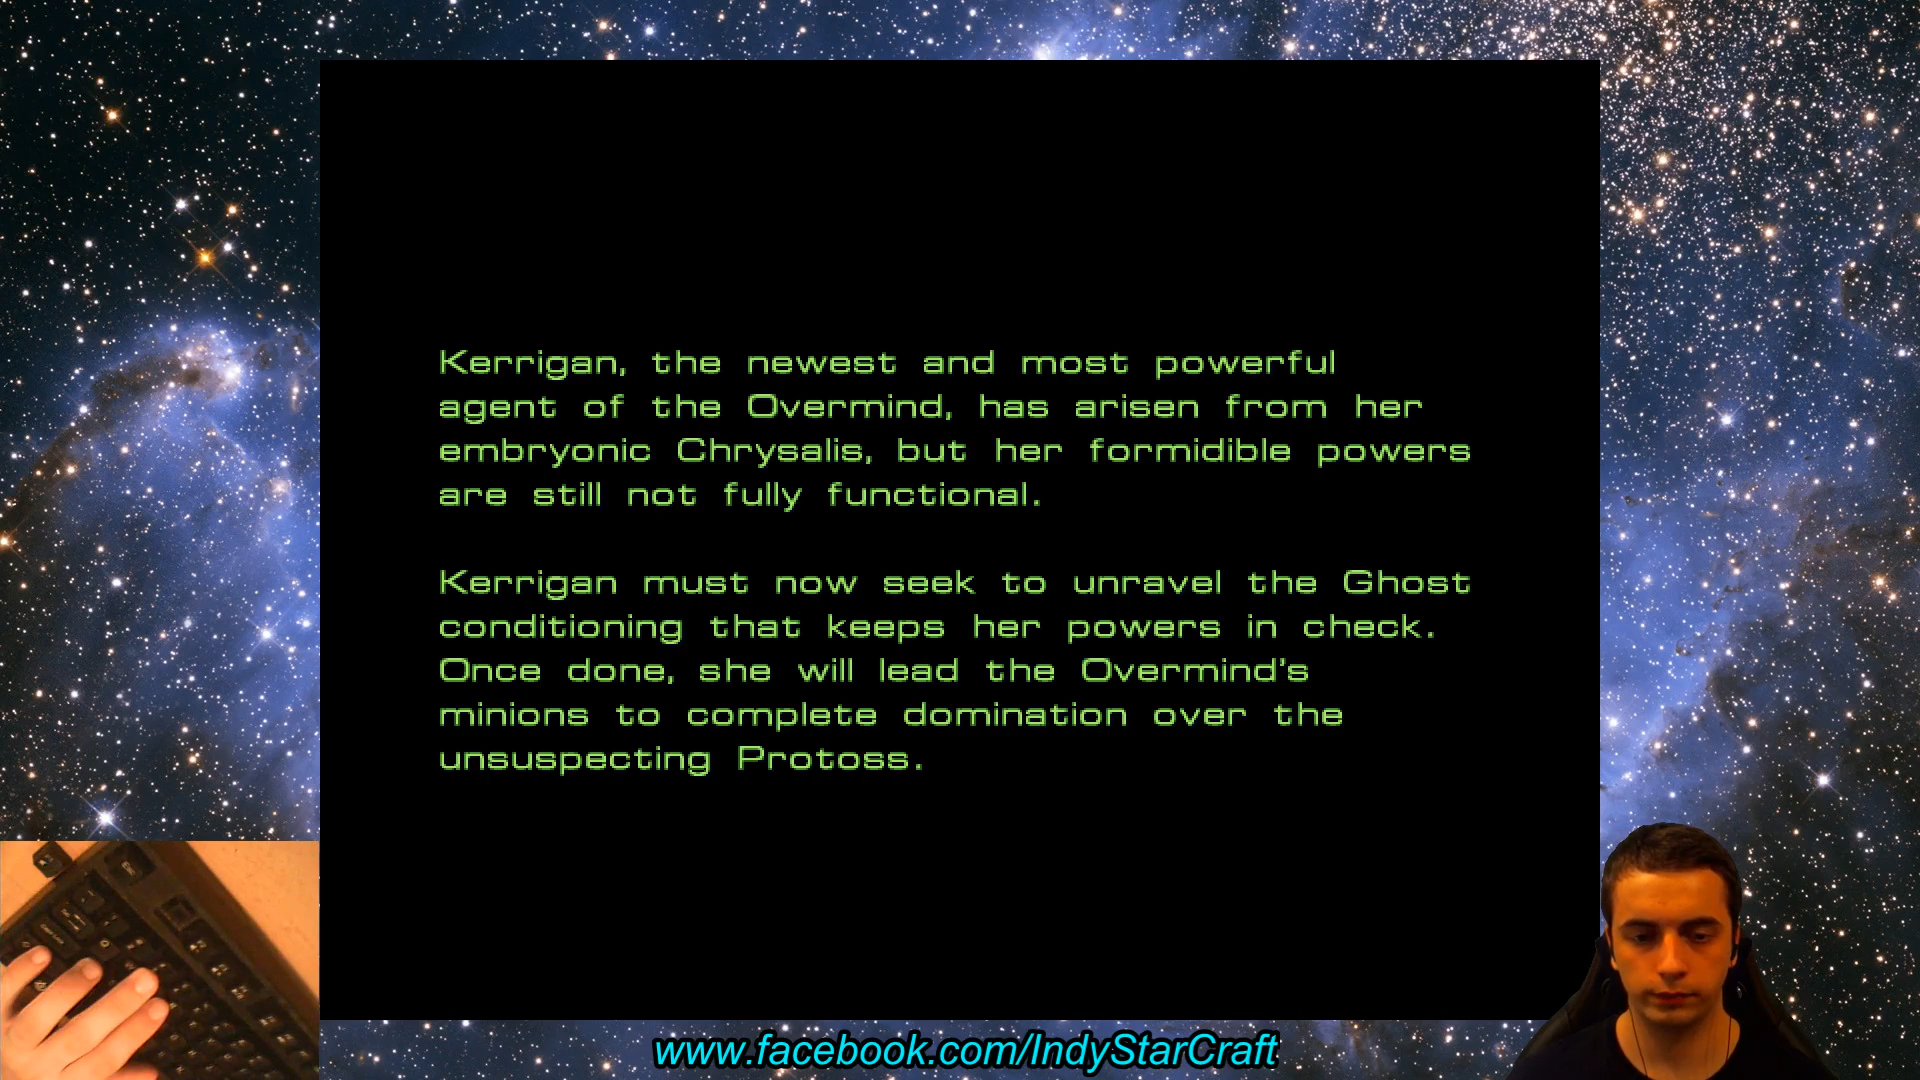 Kerrigan, the newest and most powerful
agent of the Overmind, has arisen from her
embryonic Chrysalis, but her formidible powers
are still not fully functional.
Kerrigan must now seek to unravel the Ghost
conditioning that keeps her powers in check.
Once done, she will lead the Overmind's
minions to complete domination over the
unsuspecting Protoss.
www.facebook.com/IndyStarCraft